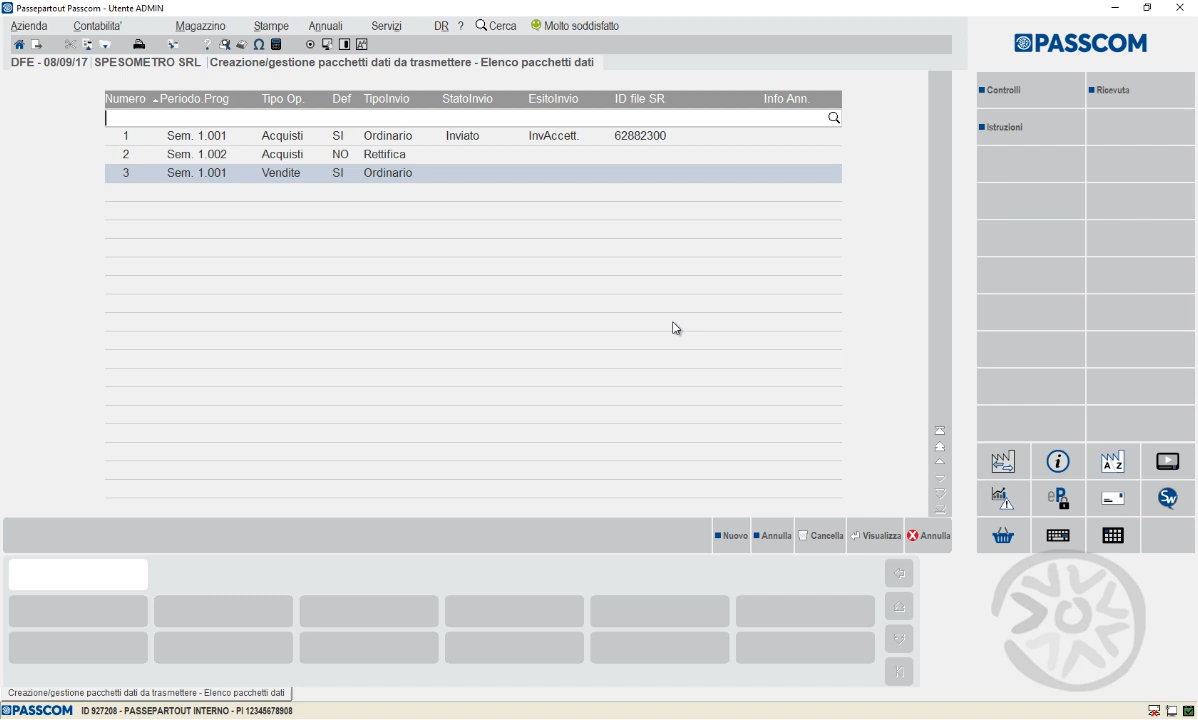 Passepartout Passcom - Utente ADMIN
Azienda Contabilita' Magazzino Stampe Annuali Servizi DR ? Cerca Molto soddisfatto
DFE - 08/09/17 SPESOMETRO SRL Creazione/gestione pacchetti dati da trasmettere - Elenco pacchetti dati
PASSCOM
Controlli Ricevuta
Istruzioni
Numero Periodo.Prog Tipo Op. Def TipoInvio StatoInvio EsitoInvio ID file SR. Info Ann.
1 Sem. 1.001 Acquisti SI Ordinario Inviato InvAccett. 62882300
2 Sem. 1.002 Acquisti NO Rettifica
3 Sem. 1.001 Vendite SI Ordinario
A Z
eP
SW
Nuovo Annulla Cancella Visualizza Annulla
Creazione/gestione pacchetti dati da trasmettere - Elenco pacchetti dati
PASSCOM ID 927208 - PASSEPARTOUT INTERNO - PI 12345678908